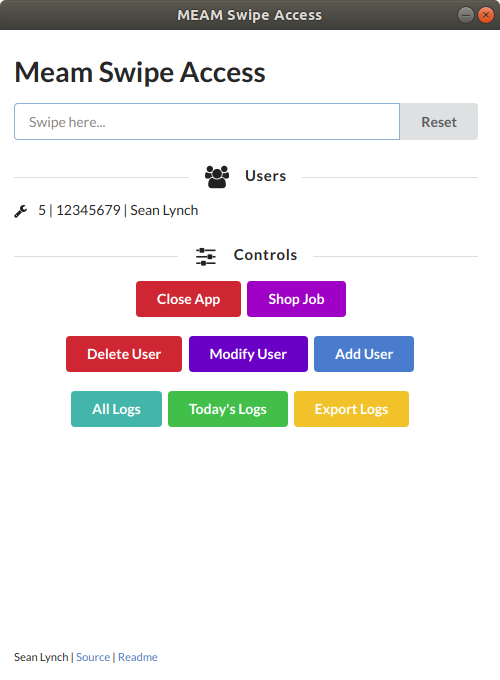 MEAM Swipe Access
Meam Swipe Access
Swipe here... Reset
Users
5 | 12345679 | Sean Lynch
Controls
Close App Shop Job
Delete User Modify User Add User
All Logs Today's Logs Export Logs
Sean Lynch | Source | Readme